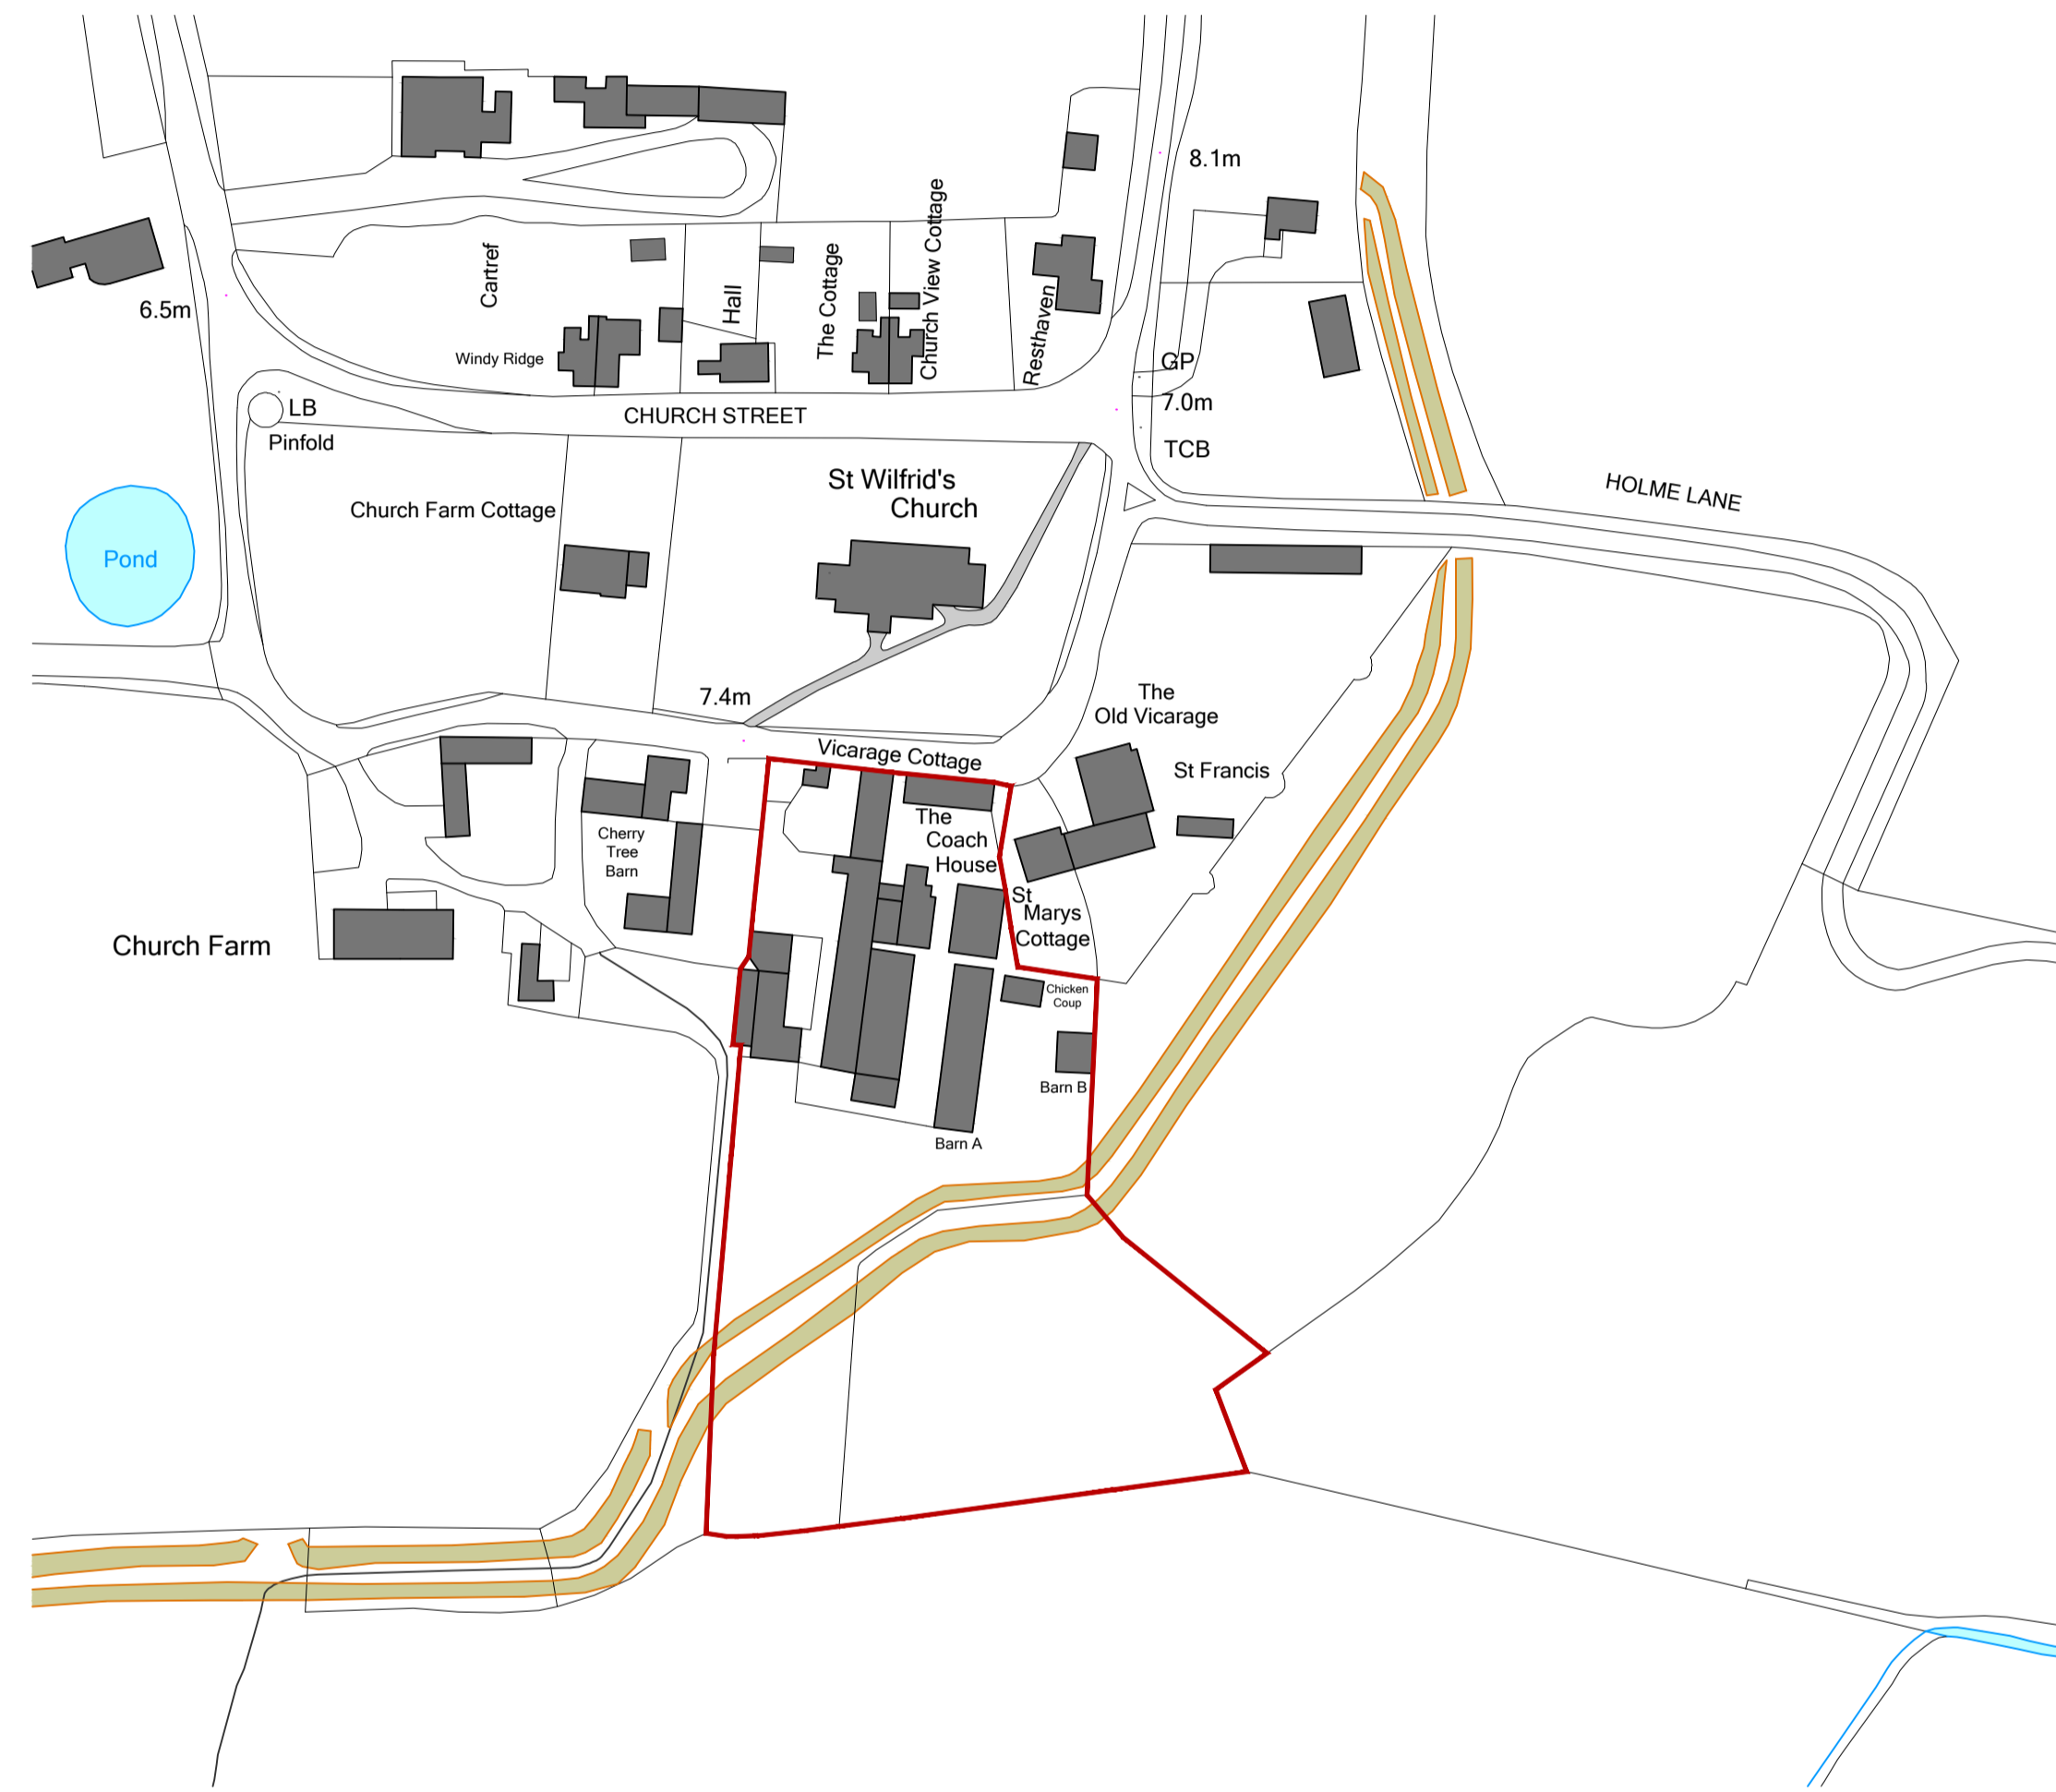 8.1m
Cartref
Hall
The Cottage
Church View Cottage
Resthaven
6.5m
Windy Ridge
GP
7.0m
LB
CHURCH STREET
Pinfold
TCB
St Wilfrid's
Church
HOLME LANE
Church Farm Cottage
Pond
7.4m
The
Old Vicarage
Vicarage Cottage
St Francis
The
Coach
House
Cherry
Tree
Barn
St
Marys
Cottage
Church Farm
Chicken
Coup
Barn B
Barn A